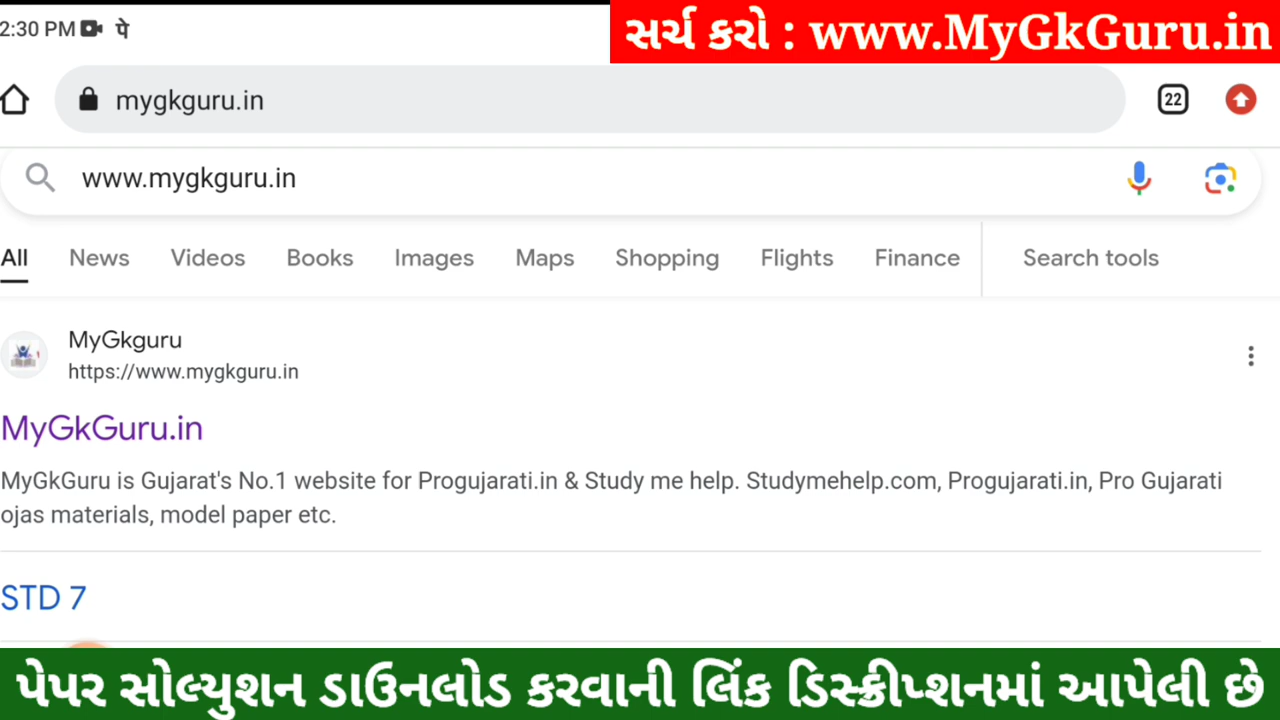 2:30 PM पे
સર્ચ કરો : www.MyGkGuru.in
mygkguru.in
22
www.mygkguru.in
All News Videos Books Images Maps Shopping Flights Finance Search tools
MyGkguru
https://www.mygkguru.in
MyGkGuru.in
MyGkGuru is Gujarat's No.1 website for Progujarati.in & Study me help. Studymehelp.com, Progujarati.in, Pro Gujarati
ojas materials, model paper etc.
STD 7
પેપર સોલ્યુશન ડાઉનલોડ કરવાની લિંક ડિસ્ક્રીપ્શનમાં આપેલી છે